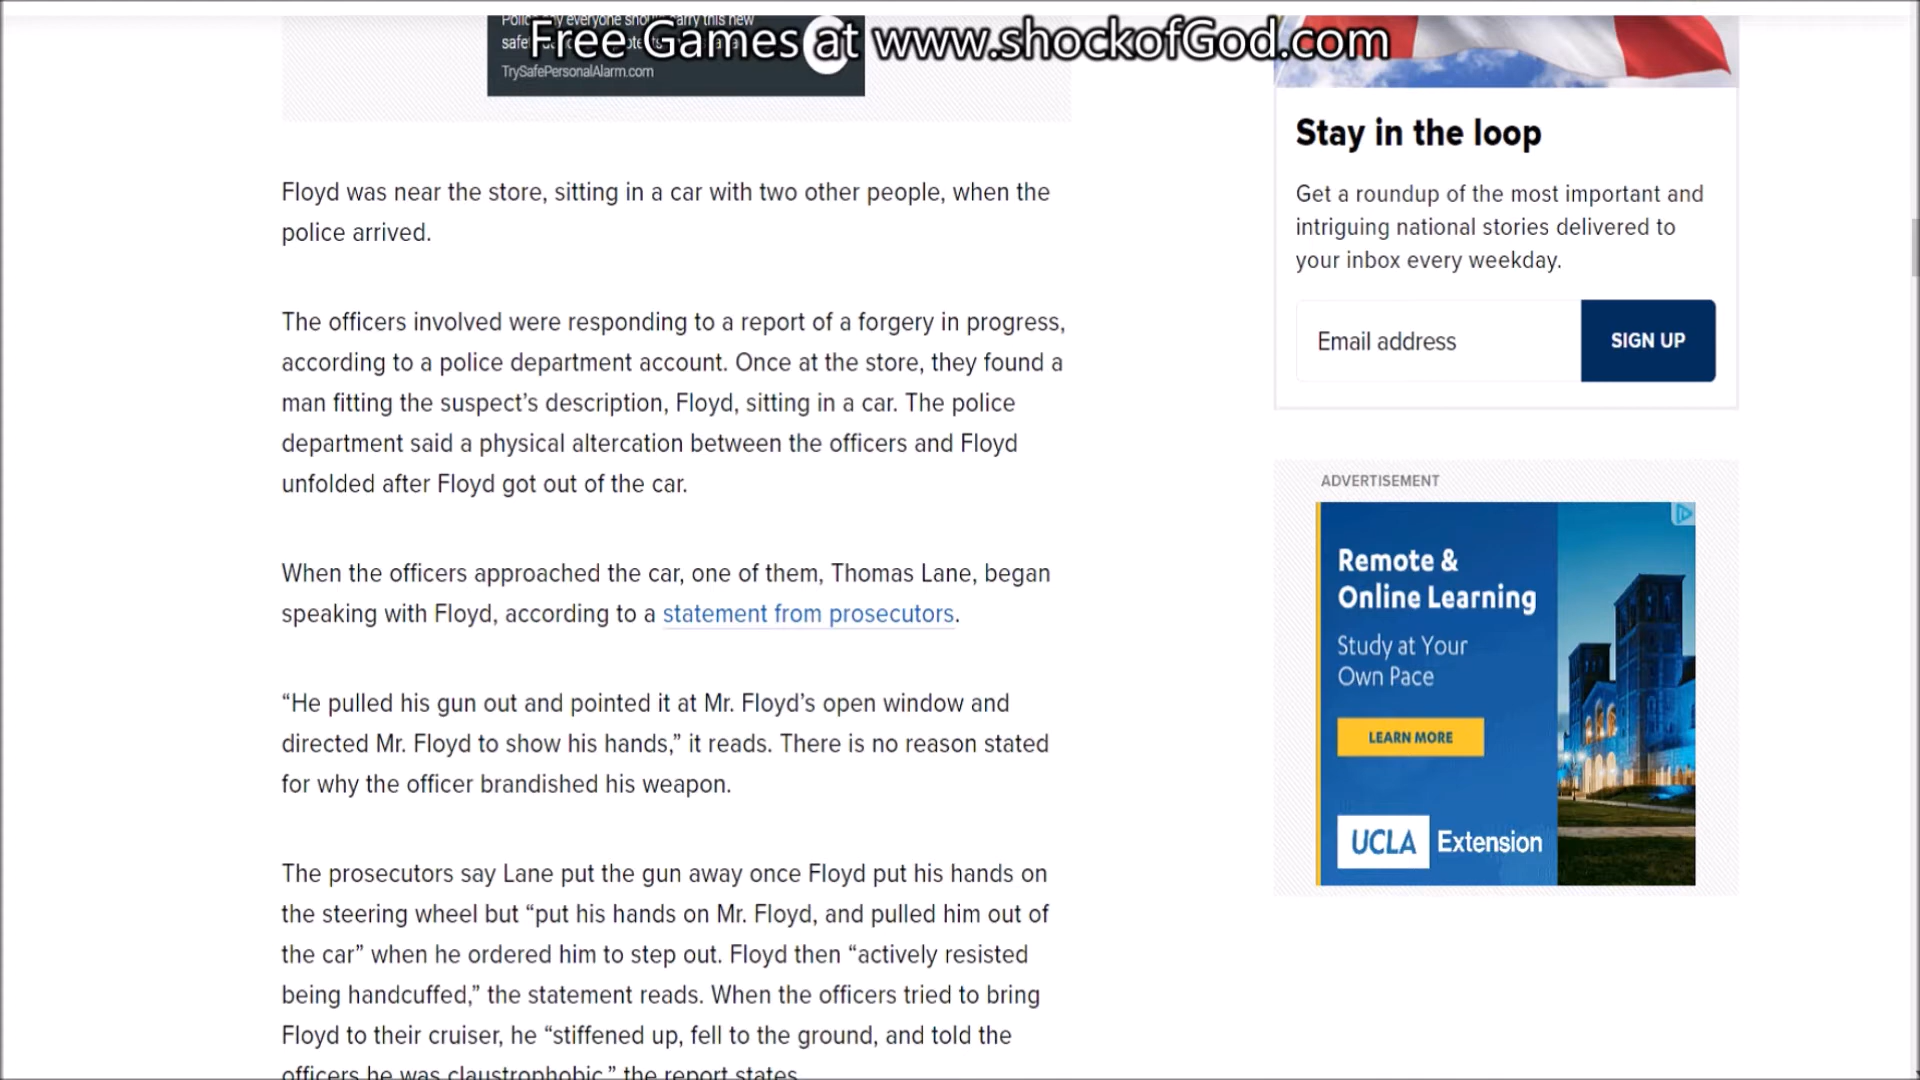 Free Games at www.shockofGod.com
TrySafePersonalAlarm.com
Floyd was near the store, sitting in a car with two other people, when the
police arrived.
The officers involved were responding to a report of a forgery in progress,
according to a police department account. Once at the store, they found a
man fitting the suspect’s description, Floyd, sitting in a car. The police
department said a physical altercation between the officers and Floyd
unfolded after Floyd got out of the car.
When the officers approached the car, one of them, Thomas Lane, began
speaking with Floyd, according to a statement from prosecutors.
“He pulled his gun out and pointed it at Mr. Floyd’s open window and
directed Mr. Floyd to show his hands,” it reads. There is no reason stated
for why the officer brandished his weapon.
The prosecutors say Lane put the gun away once Floyd put his hands on
the steering wheel but “put his hands on Mr. Floyd, and pulled him out of
the car” when he ordered him to step out. Floyd then “actively resisted
being handcuffed,” the statement reads. When the officers tried to bring
Floyd to their cruiser, he “stiffened up, fell to the ground, and told the
officers he was claustrophobic,” the report states.
Stay in the loop
Get a roundup of the most important and
intriguing national stories delivered to
your inbox every weekday.
Email address
SIGN UP
ADVERTISEMENT
Remote &
Online Learning
Study at Your
Own Pace
LEARN MORE
UCLA Extension